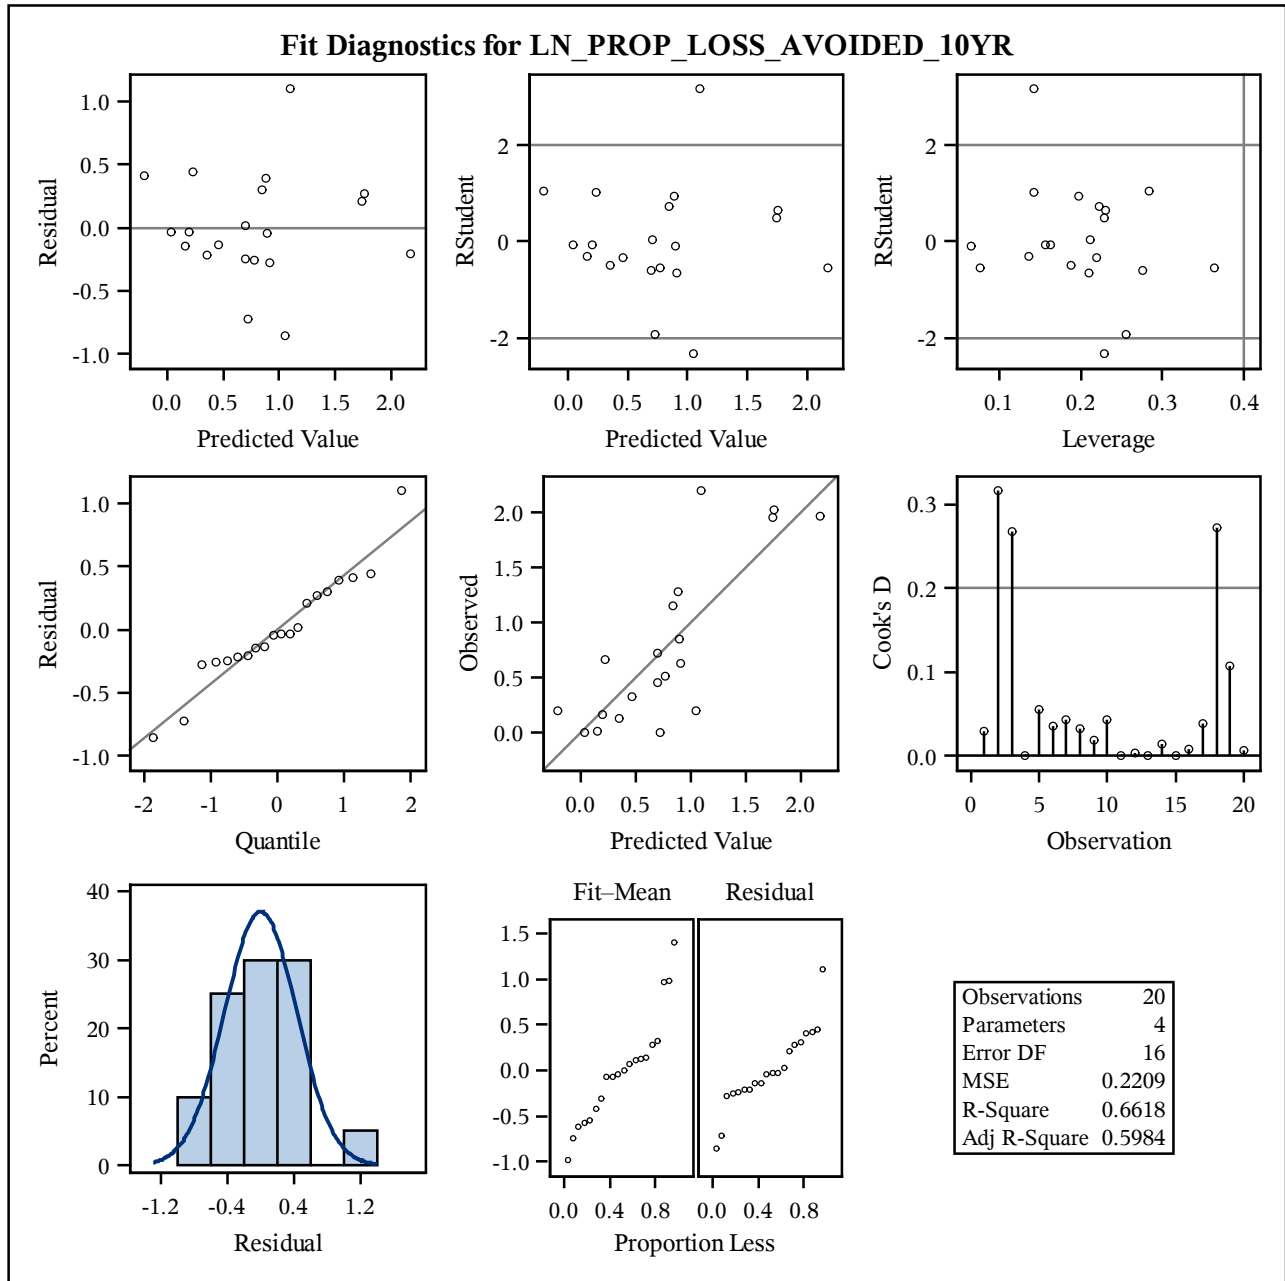 Fit Diagnostics for LN_PROP_LOSS_AVOIDED_10YR
1.0
0.5
0.0
-0.5
-1.0
Residual
0.0 0.5 1.0 1.5 2.0
Predicted Value
2
0
-2
RStudent
0.0 0.5 1.0 1.5 2.0
Predicted Value
2
0
-2
RStudent
0.1 0.2 0.3 0.4
Leverage
1.0
0.5
0.0
-0.5
-1.0
Residual
-2 -1 0 1 2
Quantile
2.0
1.5
1.0
0.5
0.0
Observed
0.0 0.5 1.0 1.5 2.0
Predicted Value
0.3
0.2
0.1
0.0
Cook's D
0 5 10 15 20
Observation
40
30
20
10
0
Percent
-1.2 -0.4 0.4 1.2
Residual
Fit–Mean Residual
1.5
1.0
0.5
0.0
-0.5
-1.0
0.0 0.4 0.8 0.0 0.4 0.8
Proportion Less
Observations 20
Parameters 4
Error DF 16
MSE 0.2209
R-Square 0.6618
Adj R-Square 0.5984